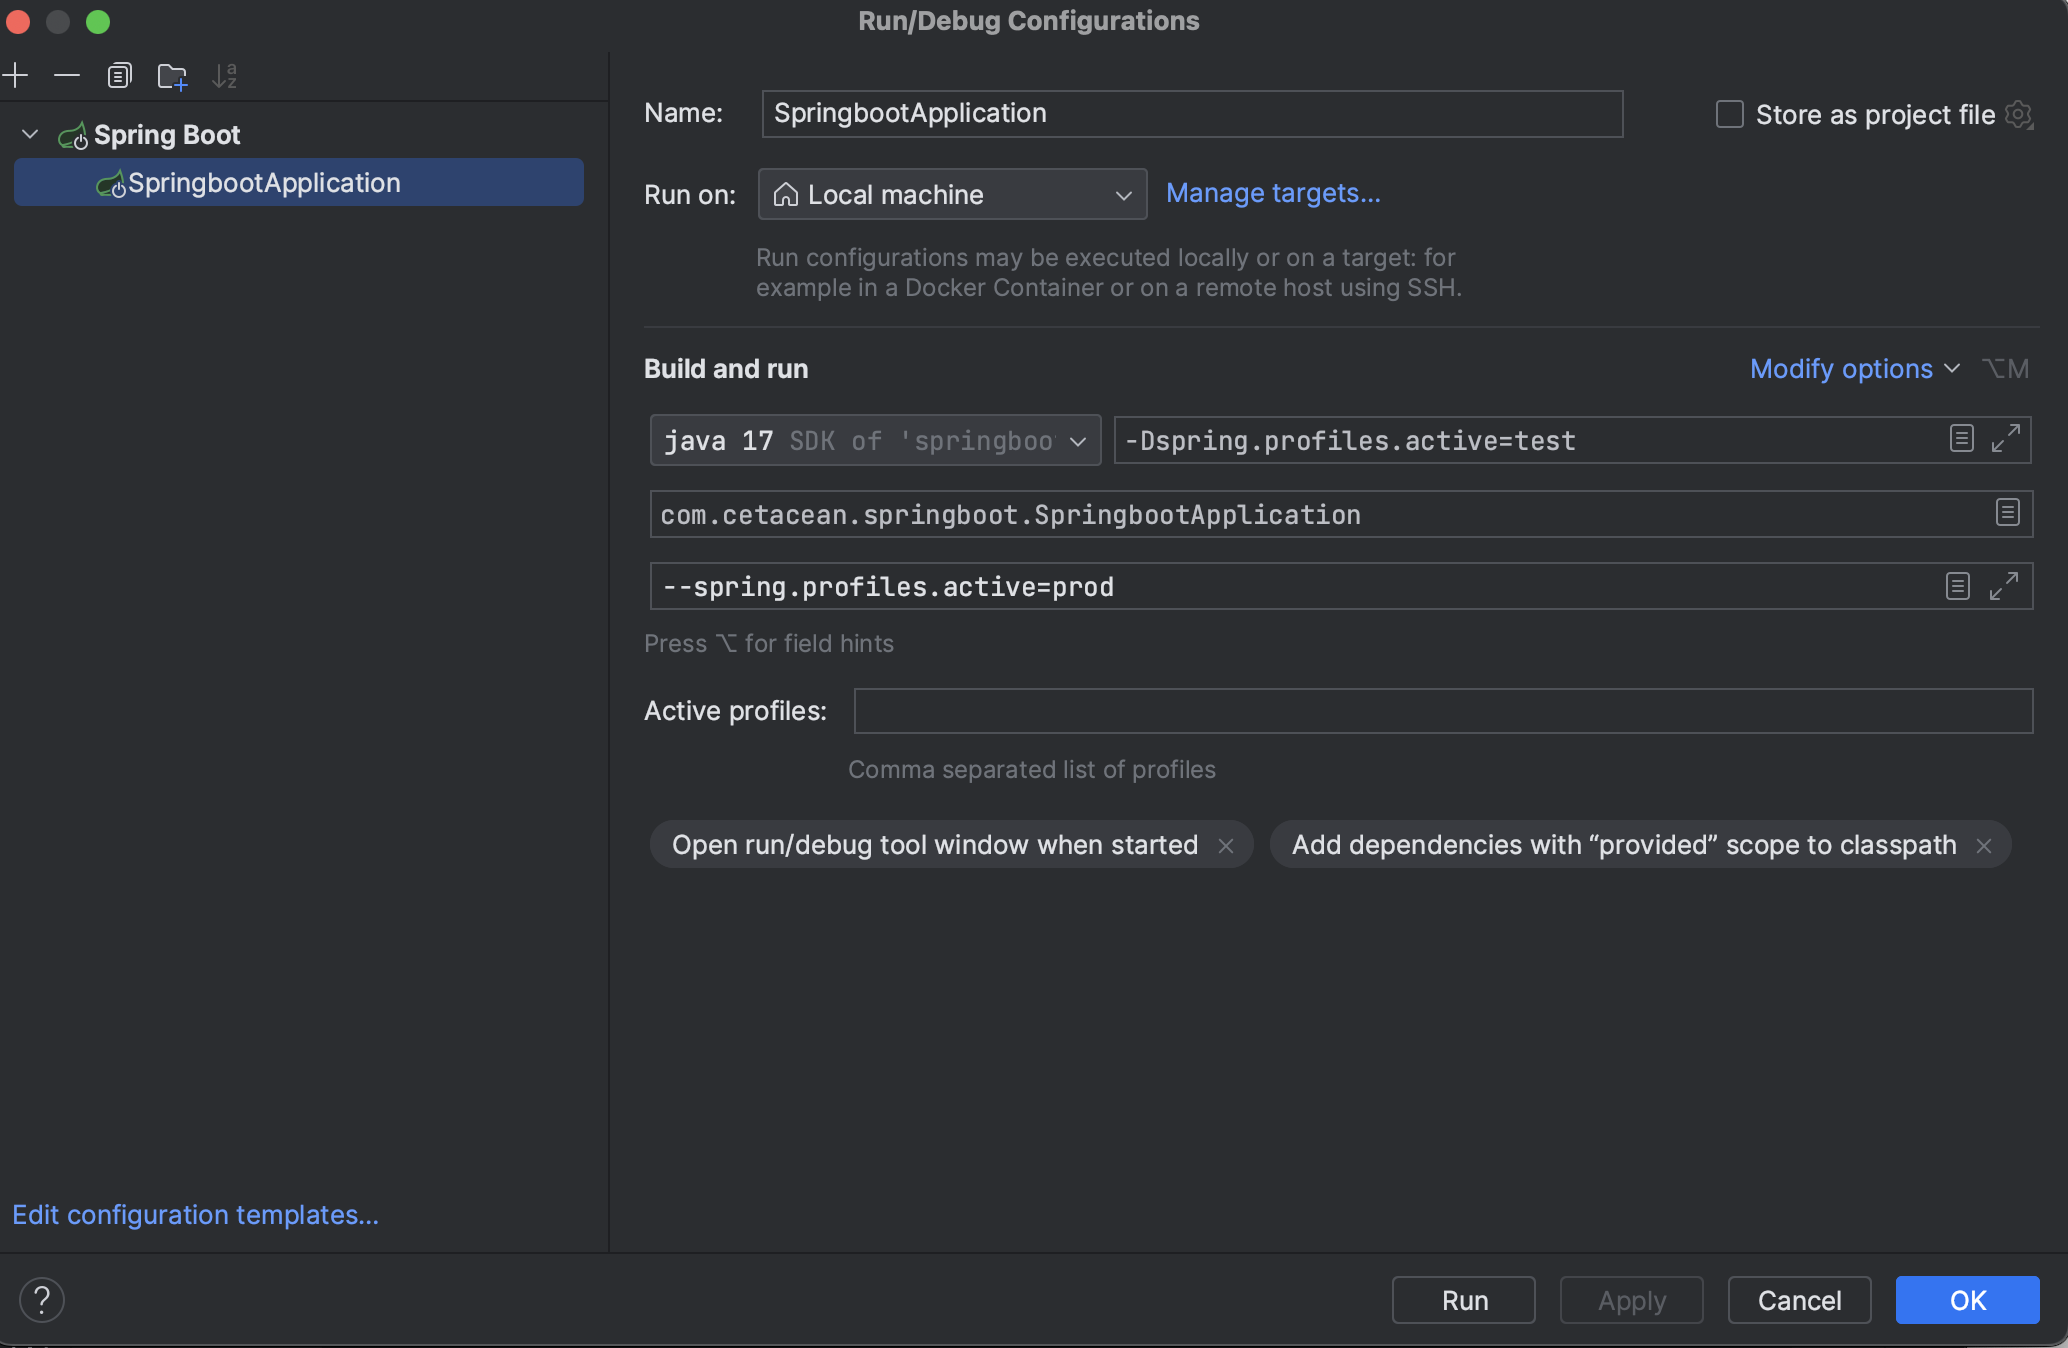 Run/Debug Configurations
Spring Boot
SpringbootApplication
Edit configuration templates...
Name: SpringbootApplication
Store as project file
Run on: Local machine Manage targets...
Run configurations may be executed locally or on a target: for
example in a Docker Container or on a remote host using SSH.
Build and run
Modify options ⌥M
java 17 SDK of 'springboo
-Dspring.profiles.active=test
com.cetacean.springboot.SpringbootApplication
--spring.profiles.active=prod
Press ⌥ for field hints
Active profiles:
Comma separated list of profiles
Open run/debug tool window when started ×
Add dependencies with “provided” scope to classpath ×
?
Run
Apply
Cancel
OK